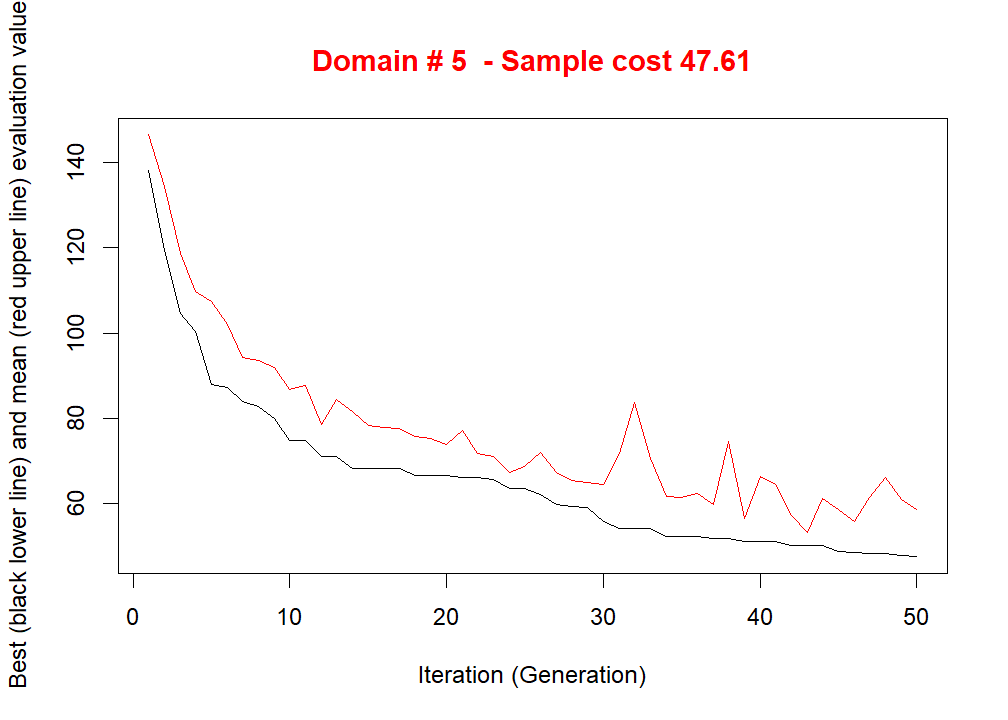 Domain # 5 - Sample cost 47.61
Best (black lower line) and mean (red upper line) evaluation value
140
120
100
80
60
0 10 20 30 40 50
Iteration (Generation)